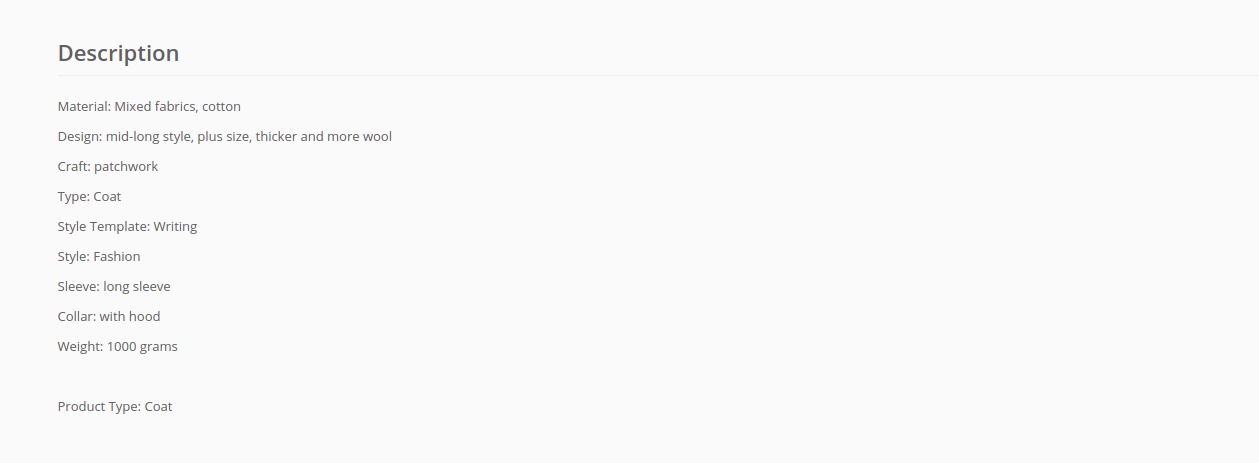 Description
Material: Mixed fabrics, cotton
Design: mid-long style, plus size, thicker and more wool
Craft: patchwork
Type: Coat
Style Template: Writing
Style: Fashion
Sleeve: long sleeve
Collar: with hood
Weight: 1000 grams
Product Type: Coat